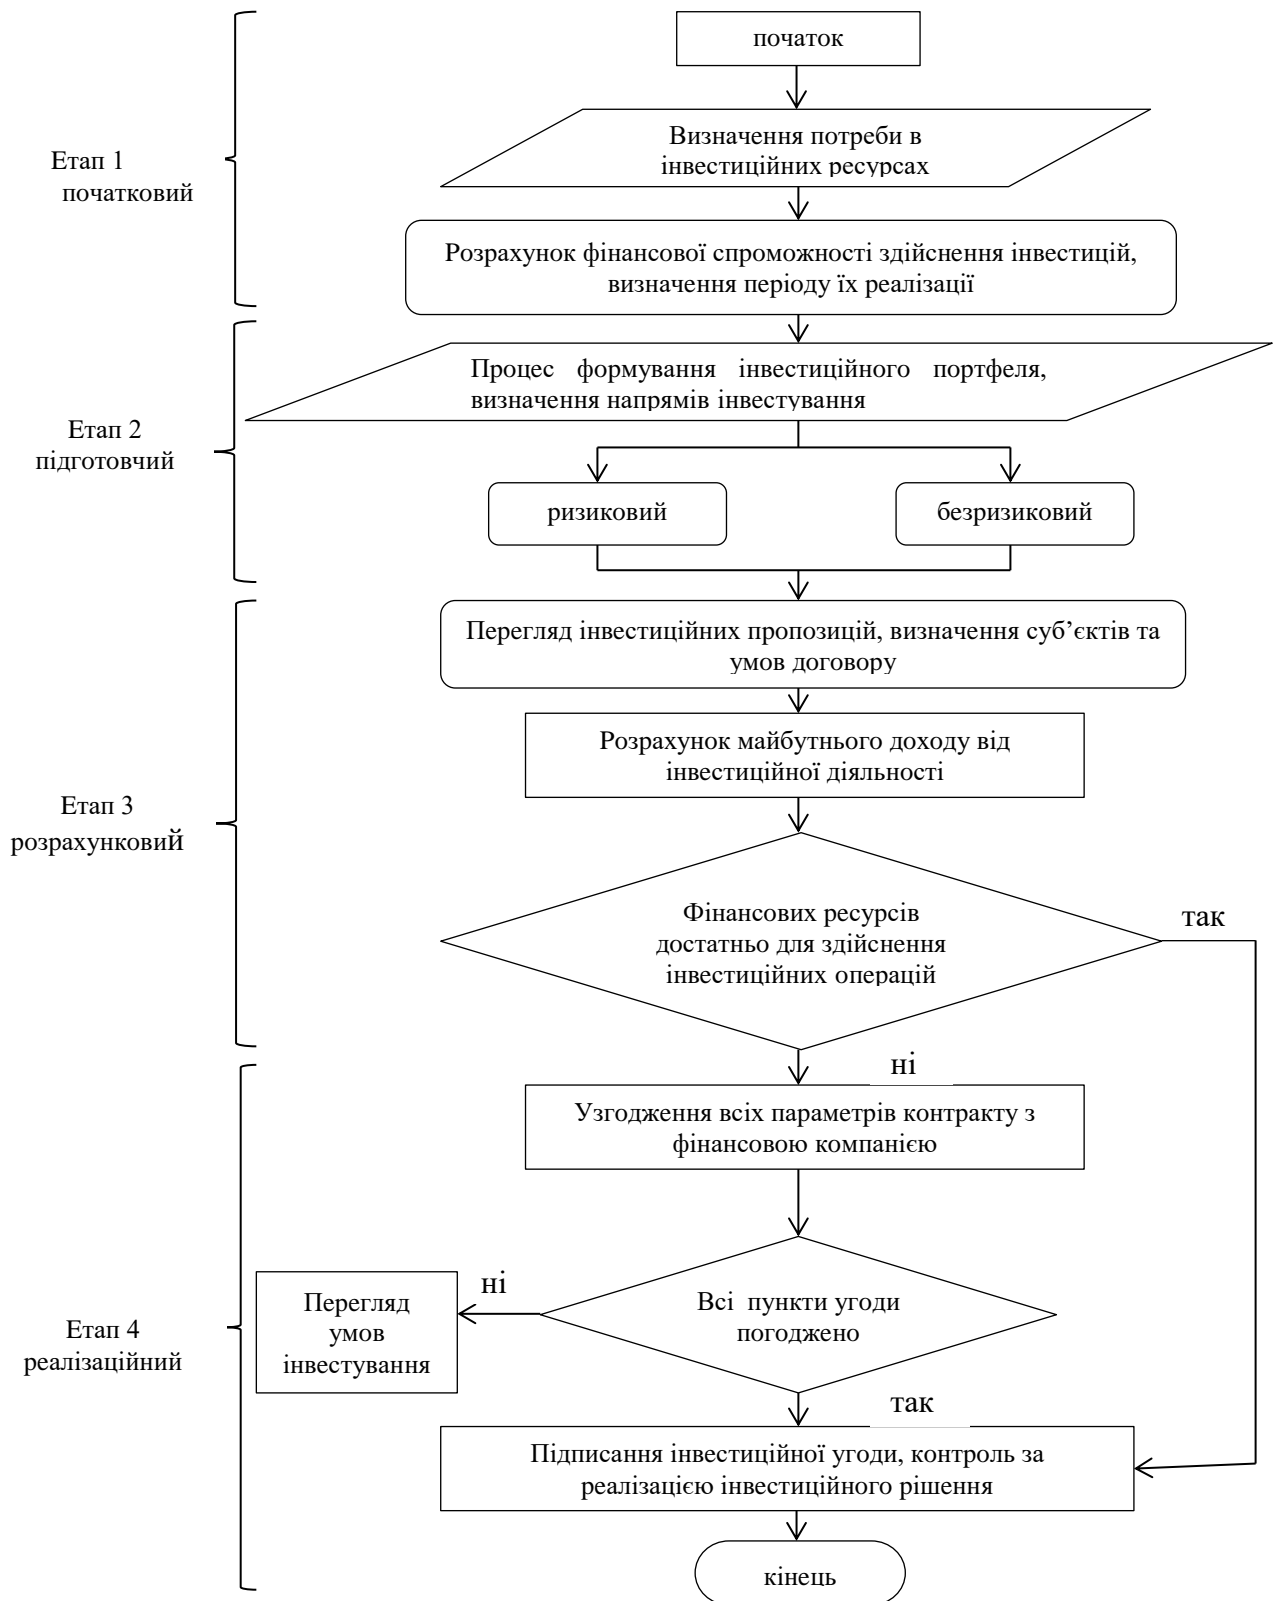 початок
Визначення потреби в
інвестиційних ресурсах
Етап 1
початковий
Розрахунок фінансової спроможності здійснення інвестицій,
визначення періоду їх реалізації
Процес формування інвестиційного портфеля,
визначення напрямів інвестування
Етап 2
підготовчий
ризиковий
безризиковий
Перегляд інвестиційних пропозицій, визначення суб’єктів та
умов договору
Розрахунок майбутнього доходу від
інвестиційної діяльності
Етап 3
розрахунковий
Фінансових ресурсів
достатньо для здійснення
інвестиційних операцій
так
ні
Узгодження всіх параметрів контракту з
фінансовою компанією
Всі пункти угоди
погоджено
ні
Перегляд
умов
інвестування
Етап 4
реалізаційний
так
Підписання інвестиційної угоди, контроль за
реалізацією інвестиційного рішення
кінець